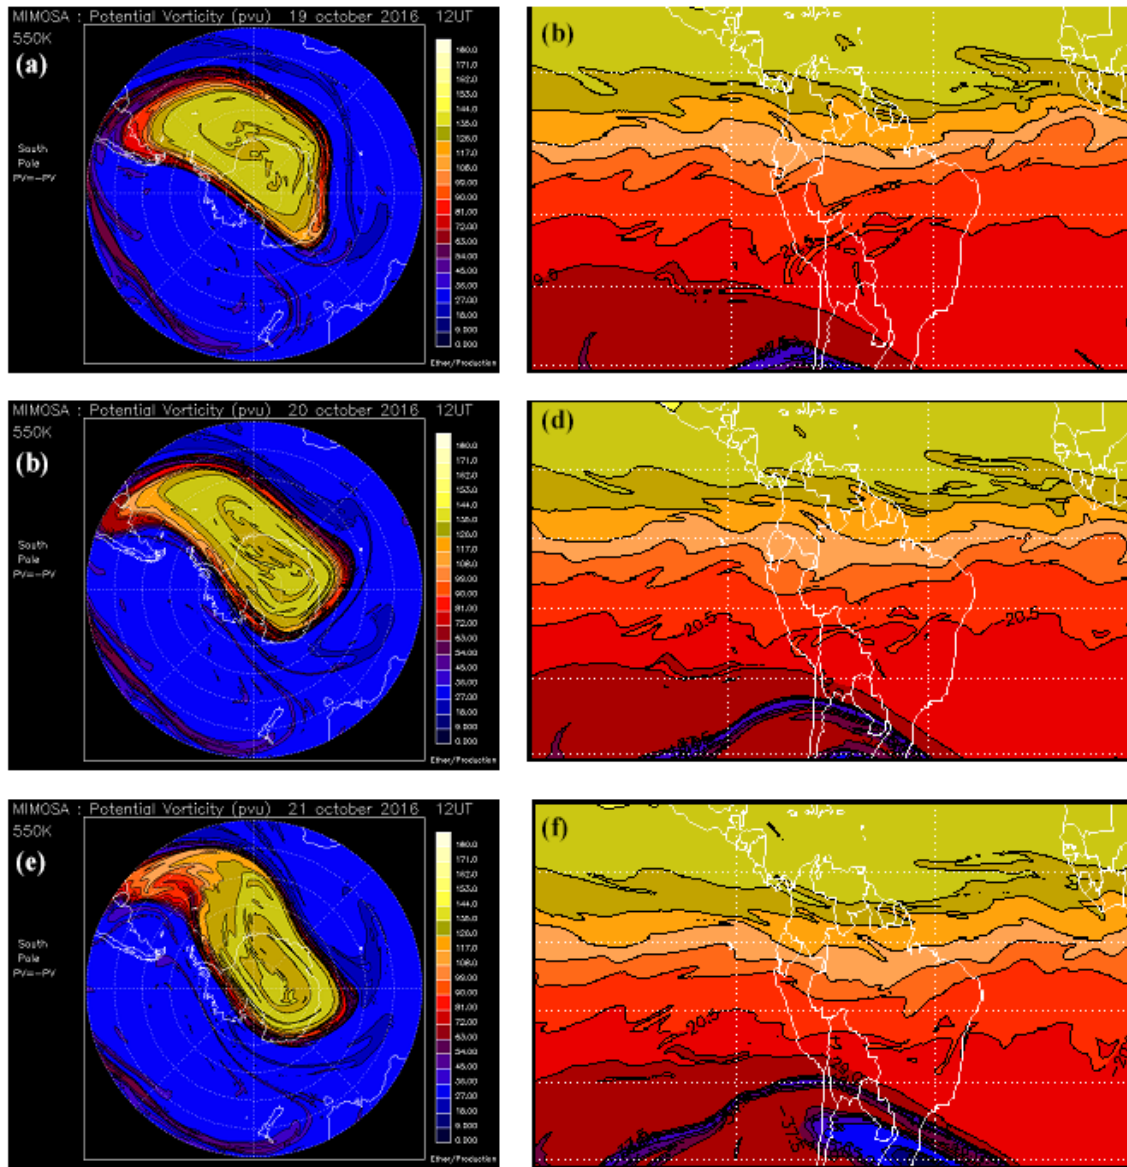 MIMOSA : Potential Vorticity (pvu) 19 october 2016 12UT
550K
(a)
South
Pole
PV=-PV
180.0
171.0
162.0
153.0
144.0
135.0
126.0
117.0
108.0
99.00
90.00
81.00
72.00
63.00
54.00
45.00
36.00
27.00
18.00
9.000
0.000
Ether/Production
(b)
MIMOSA : Potential Vorticity (pvu) 20 october 2016 12UT
550K
(b)
South
Pole
PV=-PV
180.0
171.0
162.0
153.0
144.0
135.0
126.0
117.0
108.0
99.00
90.00
81.00
72.00
63.00
54.00
45.00
36.00
27.00
18.00
9.000
0.000
Ether/Production
(d)
-20.5
-20.5
MIMOSA : Potential Vorticity (pvu) 21 october 2016 12UT
550K
(e)
South
Pole
PV=-PV
180.0
171.0
162.0
153.0
144.0
135.0
126.0
117.0
108.0
99.00
90.00
81.00
72.00
63.00
54.00
45.00
36.00
27.00
18.00
9.000
0.000
Ether/Production
(f)
-20.5